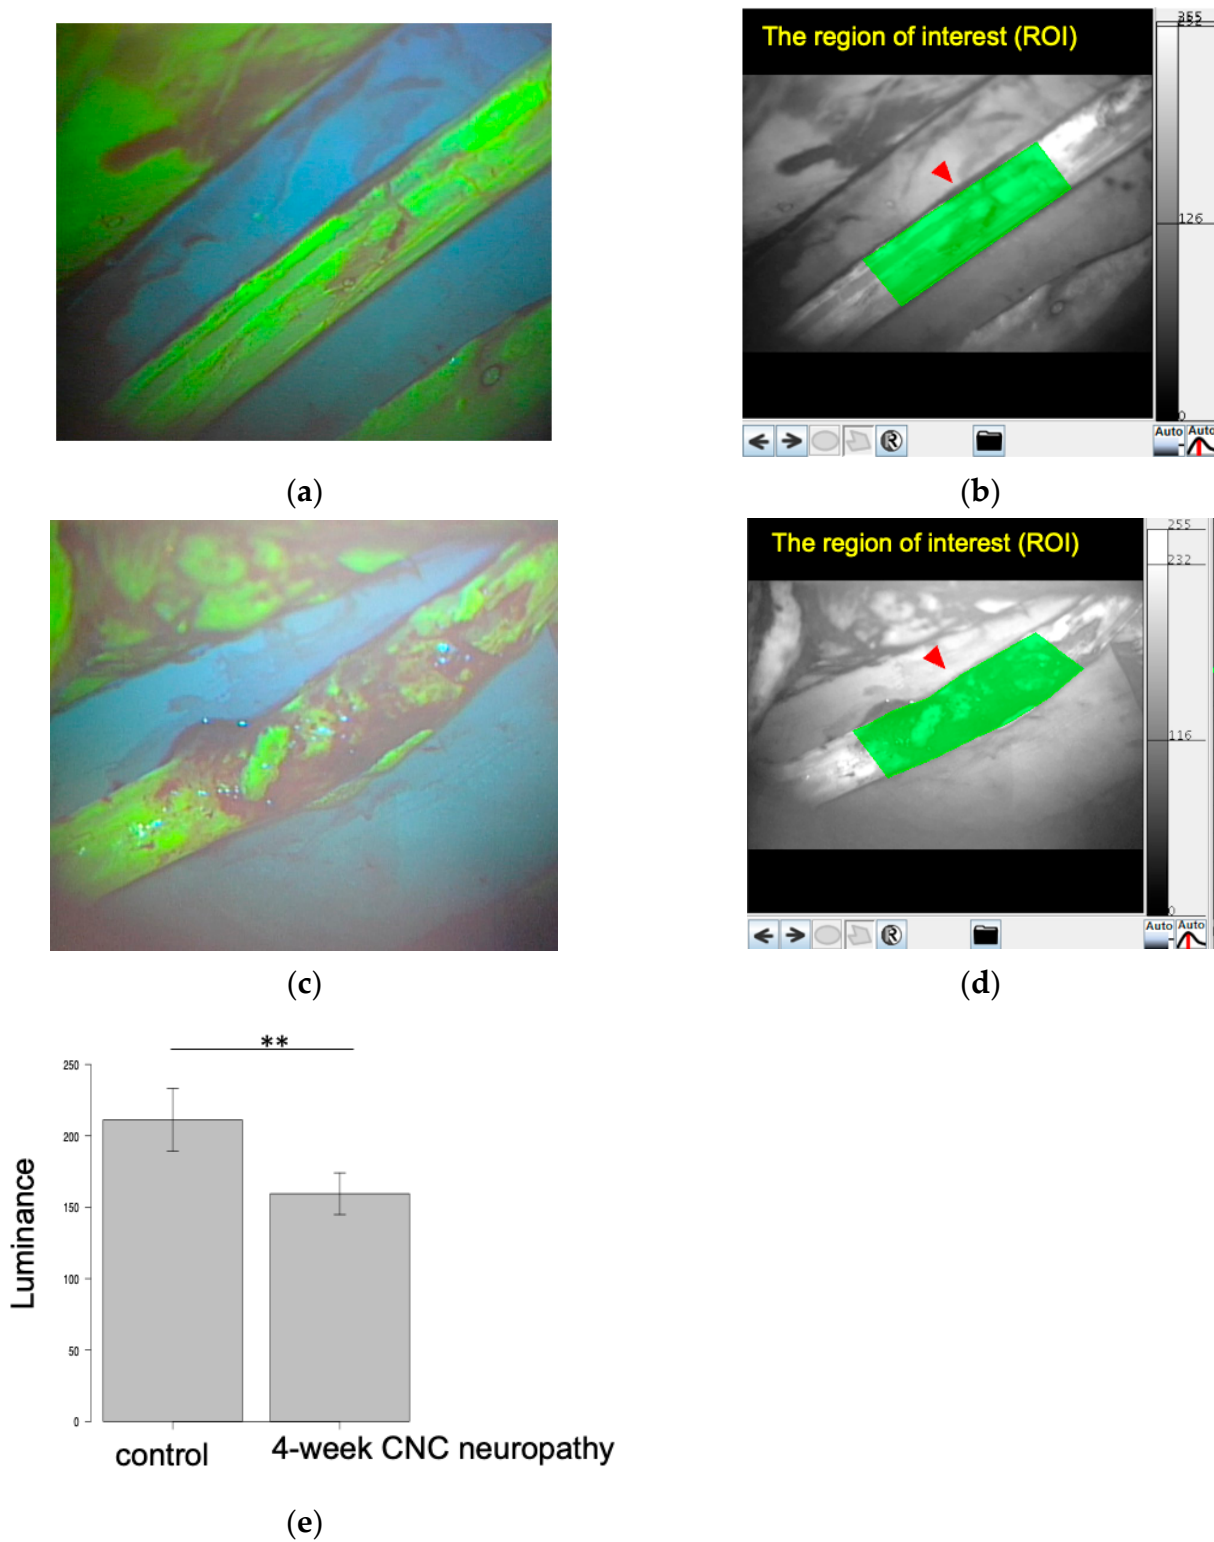 The region of interest (ROI)
255
126
0
Auto Auto
R
(a)
(b)
The region of interest (ROI)
255
232
116
0
Auto Auto
R
(c)
(d)
**
250
200
150
100
50
0
Luminance
control
4-week CNC neuropathy
(e)